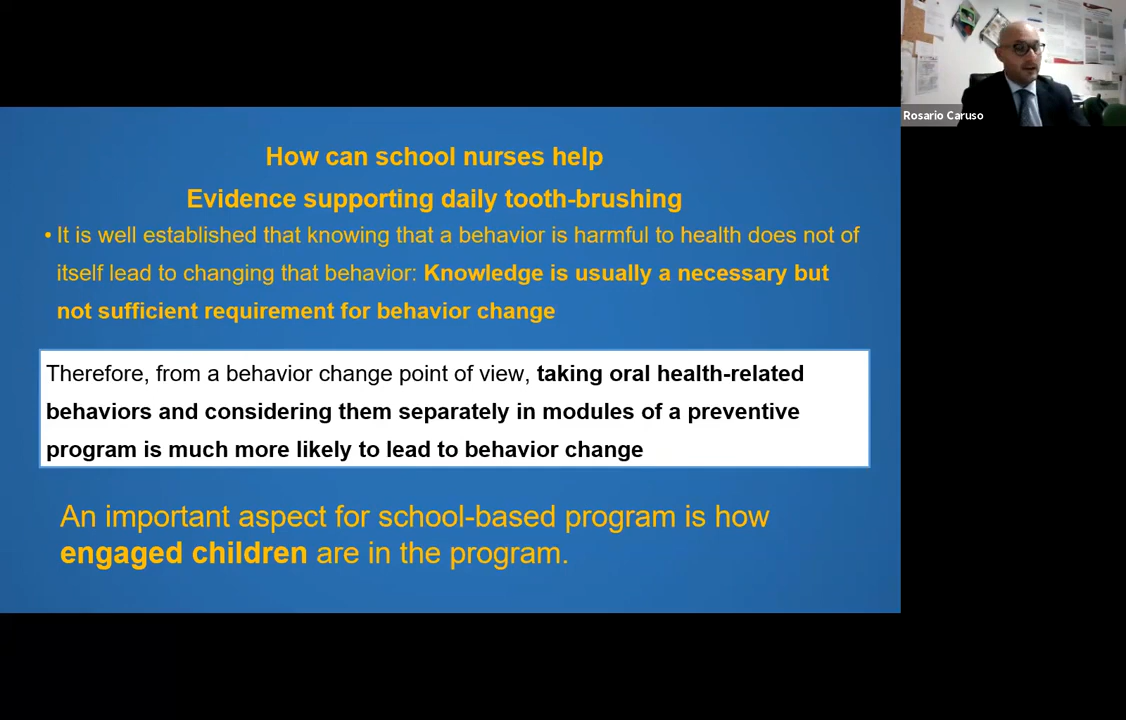 How can school nurses help
Evidence supporting daily tooth-brushing
• It is well established that knowing that a behavior is harmful to health does not of
itself lead to changing that behavior: Knowledge is usually a necessary but
not sufficient requirement for behavior change
Therefore, from a behavior change point of view, taking oral health-related
behaviors and considering them separately in modules of a preventive
program is much more likely to lead to behavior change
An important aspect for school-based program is how
engaged children are in the program.
Rosario Caruso